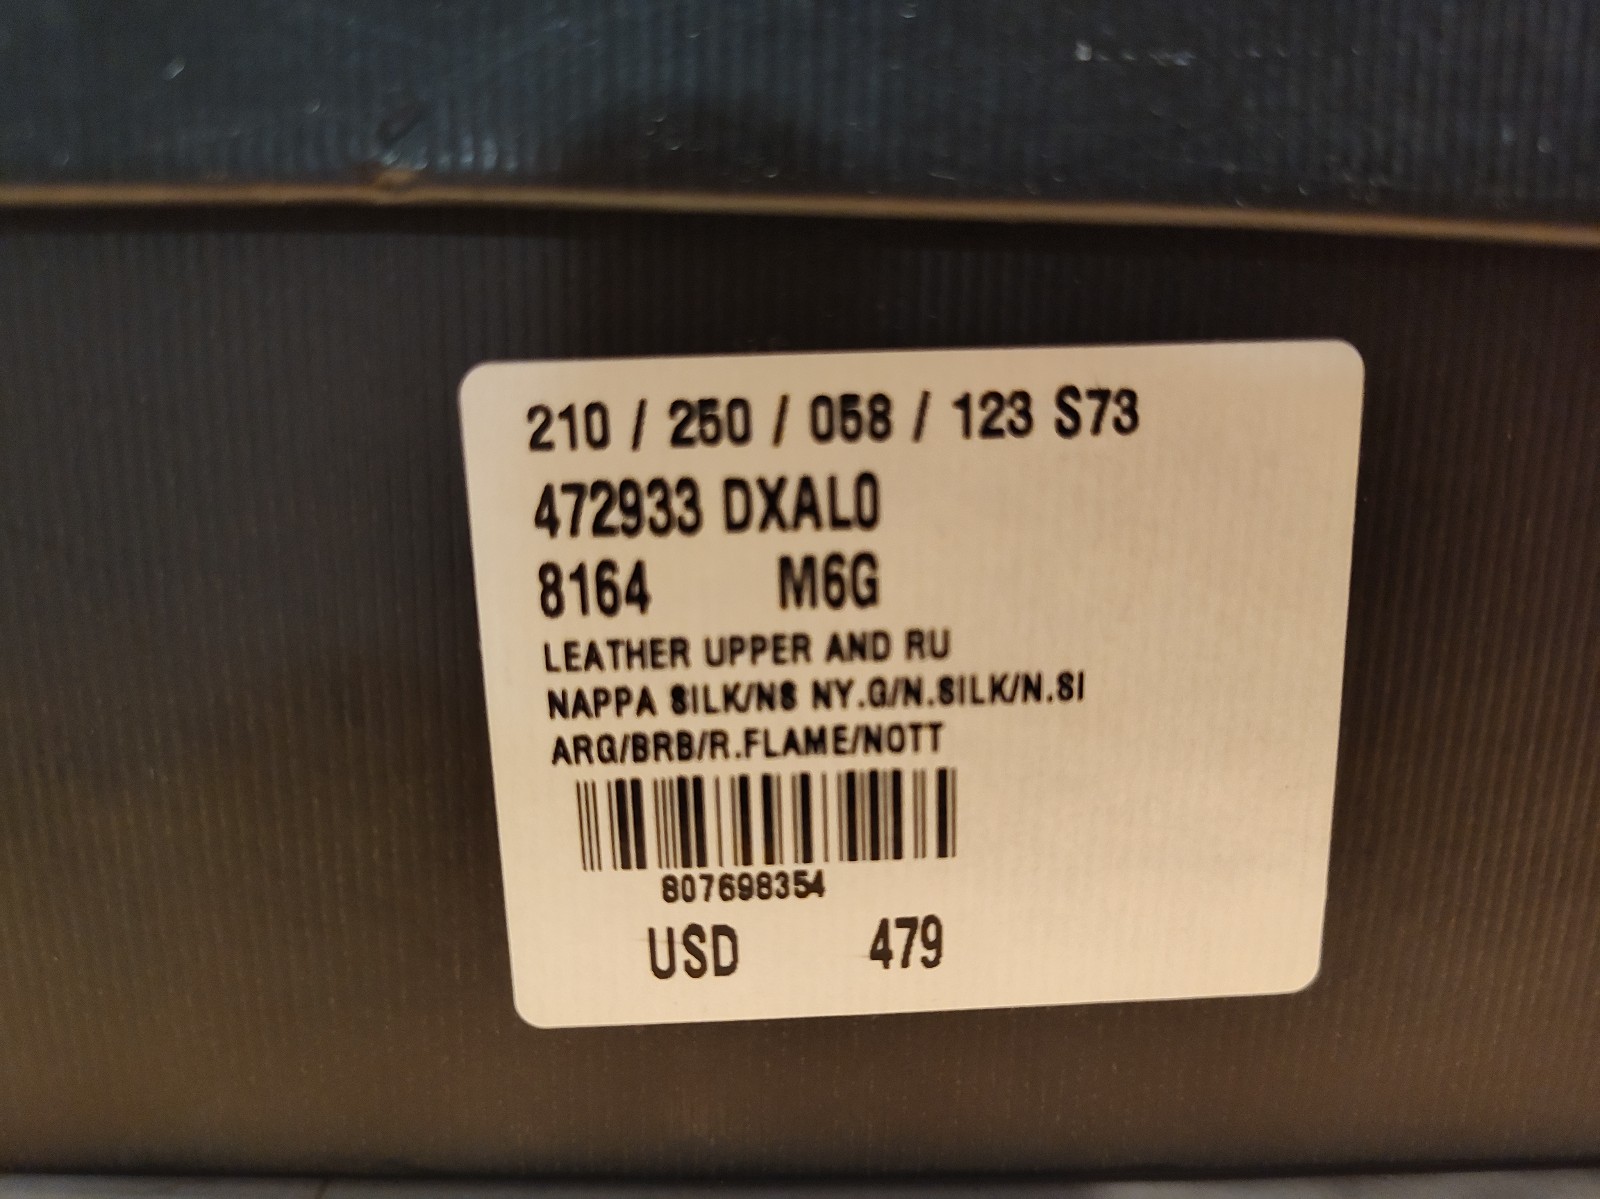 210 / 250 / 058 / 123 S73
472933 DXAL0
8164 M6G
LEATHER UPPER AND RU
NAPPA SILK/NS NY.G/N.SILK/N.SI
ARG/BRB/R.FLAME/NOTT
807698354
USD 479